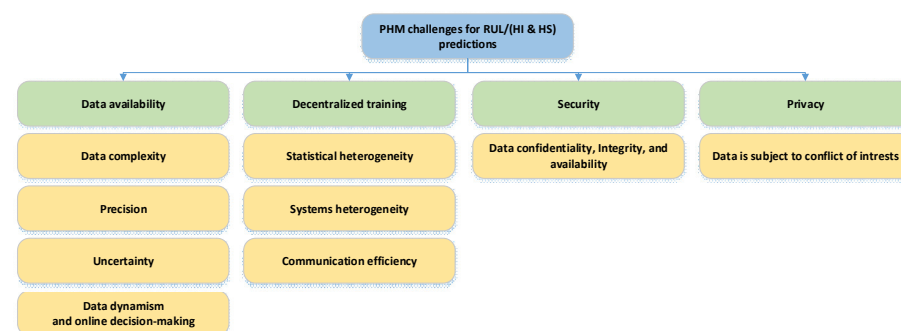 PHM challenges for RUL/(HI & HS)
predictions
Data availability
Decentralized training
Security
Privacy
Data complexity
Statistical heterogeneity
Data confidentiality, Integrity, and
availability
Data is subject to conflict of intrests
Precision
Systems heterogeneity
Uncertainty
Communication efficiency
Data dynamism
and online decision-making